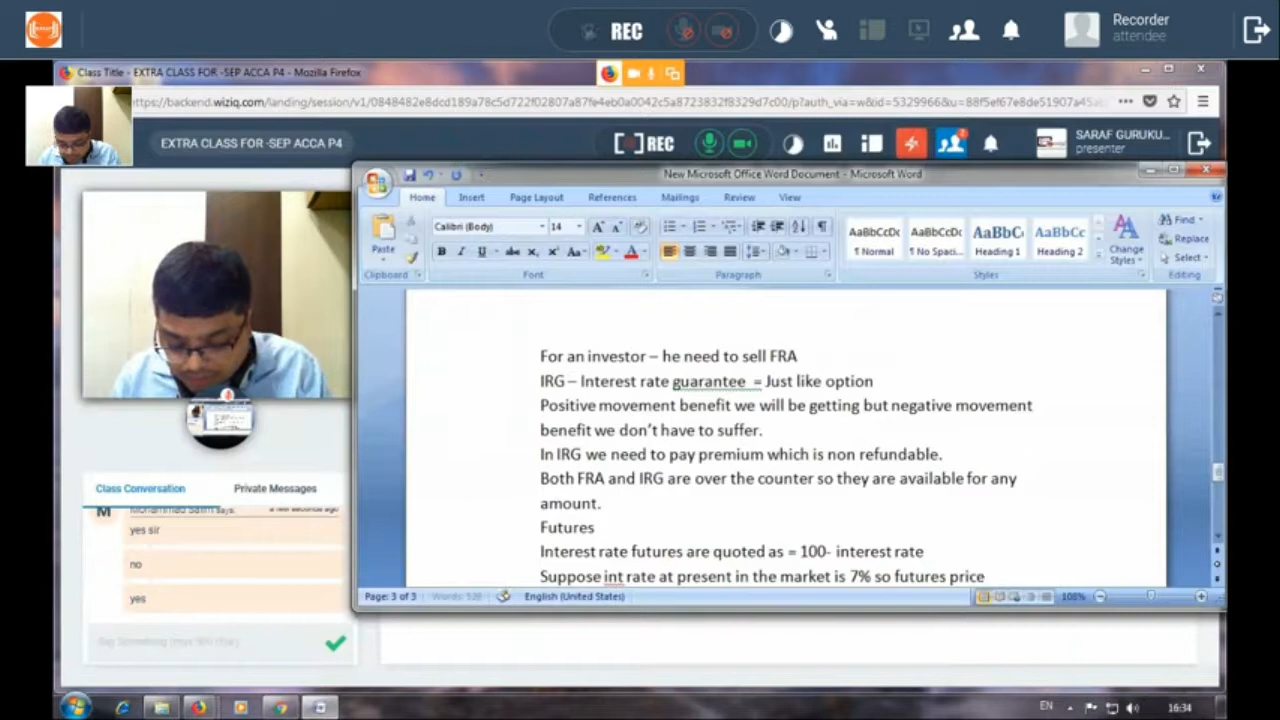 REC
Recorder
attendee
Class Title - EXTRA CLASS FOR -SEP ACCA P4 - Mozilla Firefox
EXTRA CLASS FOR -SEP ACCA P4
REC
SARAF GURUKU...
presenter
New Microsoft Office Word Document - Microsoft Word
Home Insert Page Layout References Mailings Review View
Paste
Calibri (Body) 14
AaBbCcDc AaBbCcDc AaBbC AaBbCc
¶ Normal ¶ No Spaci... Heading 1 Heading 2
Change Styles
Find
Replace
Select
Clipboard Font Paragraph Styles Editing
For an investor – he need to sell FRA
IRG – Interest rate guarantee = Just like option
Positive movement benefit we will be getting but negative movement
benefit we don't have to suffer.
In IRG we need to pay premium which is non refundable.
Both FRA and IRG are over the counter so they are available for any
amount.
Futures
Interest rate futures are quoted as = 100- interest rate
Suppose int rate at present in the market is 7% so futures price
Page: 3 of 3 Words: 528 English (United States) 108%
Class Conversation Private Messages
M Mohammad Salim says: a few seconds ago
yes sir
no
yes
EN 16:34